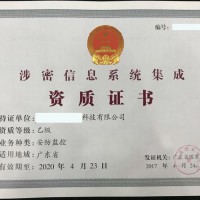 编号:
涉密信息系统集成
资质证书
持证单位: 科技有限公司
资质等级:乙级
业务种类:安防监控
适用地域:广东省
有效期至:2020 年 4 月 23 日
发证机关:
2017 年 4 月 24